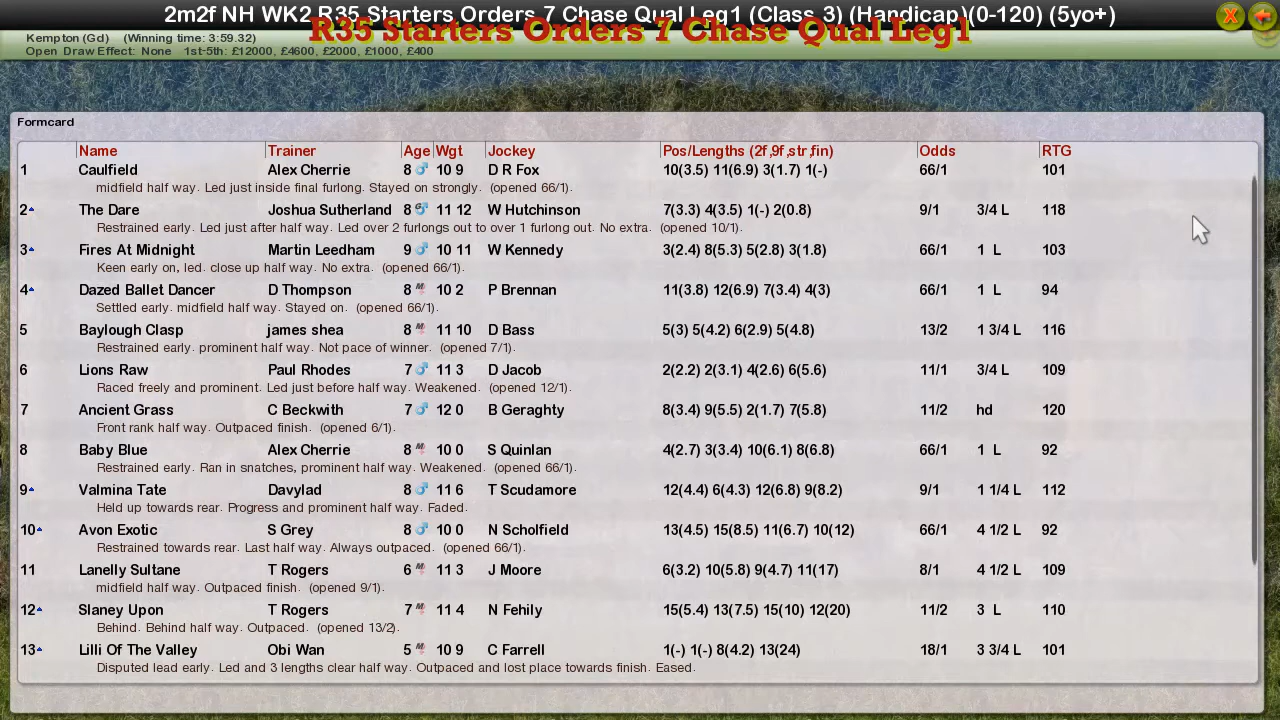 2m2f NH WK2 R35 Starters Orders 7 Chase Qual Leg1 (Class 3) (Handicap)(0-120) (5yo+)
R35 Starters Orders 7 Chase Qual Leg1
Kempton (Gd) (Winning time: 3:59.32)
Open Draw Effect: None 1st-5th: £12000, £4600, £2000, £1000, £400
Formcard
Name Trainer Age Wgt Jockey Pos/Lengths (2f,9f,str,fin) Odds RTG
1 Caulfield Alex Cherrie 8 10 9 D R Fox 10(3.5) 11(6.9) 3(1.7) 1(-) 66/1 101
midfield half way. Led just inside final furlong. Stayed on strongly. (opened 66/1).
2 The Dare Joshua Sutherland 8 11 12 W Hutchinson 7(3.3) 4(3.5) 1(-) 2(0.8) 9/1 3/4 L 118
Restrained early. Led just after half way. Led over 2 furlongs out to over 1 furlong out. No extra. (opened 10/1).
3 Fires At Midnight Martin Leedham 9 10 11 W Kennedy 3(2.4) 8(5.3) 5(2.8) 3(1.8) 66/1 1 L 103
Keen early on, led. close up half way. No extra. (opened 66/1).
4 Dazed Ballet Dancer D Thompson 8 10 2 P Brennan 11(3.8) 12(6.9) 7(3.4) 4(3) 66/1 1 L 94
Settled early. midfield half way. Stayed on. (opened 66/1).
5 Baylough Clasp james shea 8 11 10 D Bass 5(3) 5(4.2) 6(2.9) 5(4.8) 13/2 1 3/4 L 116
Restrained early. prominent half way. Not pace of winner. (opened 7/1).
6 Lions Raw Paul Rhodes 7 11 3 D Jacob 2(2.2) 2(3.1) 4(2.6) 6(5.6) 11/1 3/4 L 109
Raced freely and prominent. Led just before half way. Weakened. (opened 12/1).
7 Ancient Grass C Beckwith 7 12 0 B Geraghty 8(3.4) 9(5.5) 2(1.7) 7(5.8) 11/2 hd 120
Front rank half way. Outpaced finish. (opened 6/1).
8 Baby Blue Alex Cherrie 8 10 0 S Quinlan 4(2.7) 3(3.4) 10(6.1) 8(6.8) 66/1 1 L 92
Restrained early. Ran in snatches, prominent half way. Weakened. (opened 66/1).
9 Valmina Tate Davylad 8 11 6 T Scudamore 12(4.4) 6(4.3) 12(6.8) 9(8.2) 9/1 1 1/4 L 112
Held up towards rear. Progress and prominent half way. Faded.
10 Avon Exotic S Grey 8 10 0 N Scholfield 13(4.5) 15(8.5) 11(6.7) 10(12) 66/1 4 1/2 L 92
Restrained towards rear. Last half way. Always outpaced. (opened 66/1).
11 Lanelly Sultane T Rogers 6 11 3 J Moore 6(3.2) 10(5.8) 9(4.7) 11(17) 8/1 4 1/2 L 109
midfield half way. Outpaced finish. (opened 9/1).
12 Slaney Upon T Rogers 7 11 4 N Fehily 15(5.4) 13(7.5) 15(10) 12(20) 11/2 3 L 110
Behind. Behind half way. Outpaced. (opened 13/2).
13 Lilli Of The Valley Obi Wan 5 10 9 C Farrell 1(-) 1(-) 8(4.2) 13(24) 18/1 3 3/4 L 101
Disputed lead early. Led and 3 lengths clear half way. Outpaced and lost place towards finish. Eased.